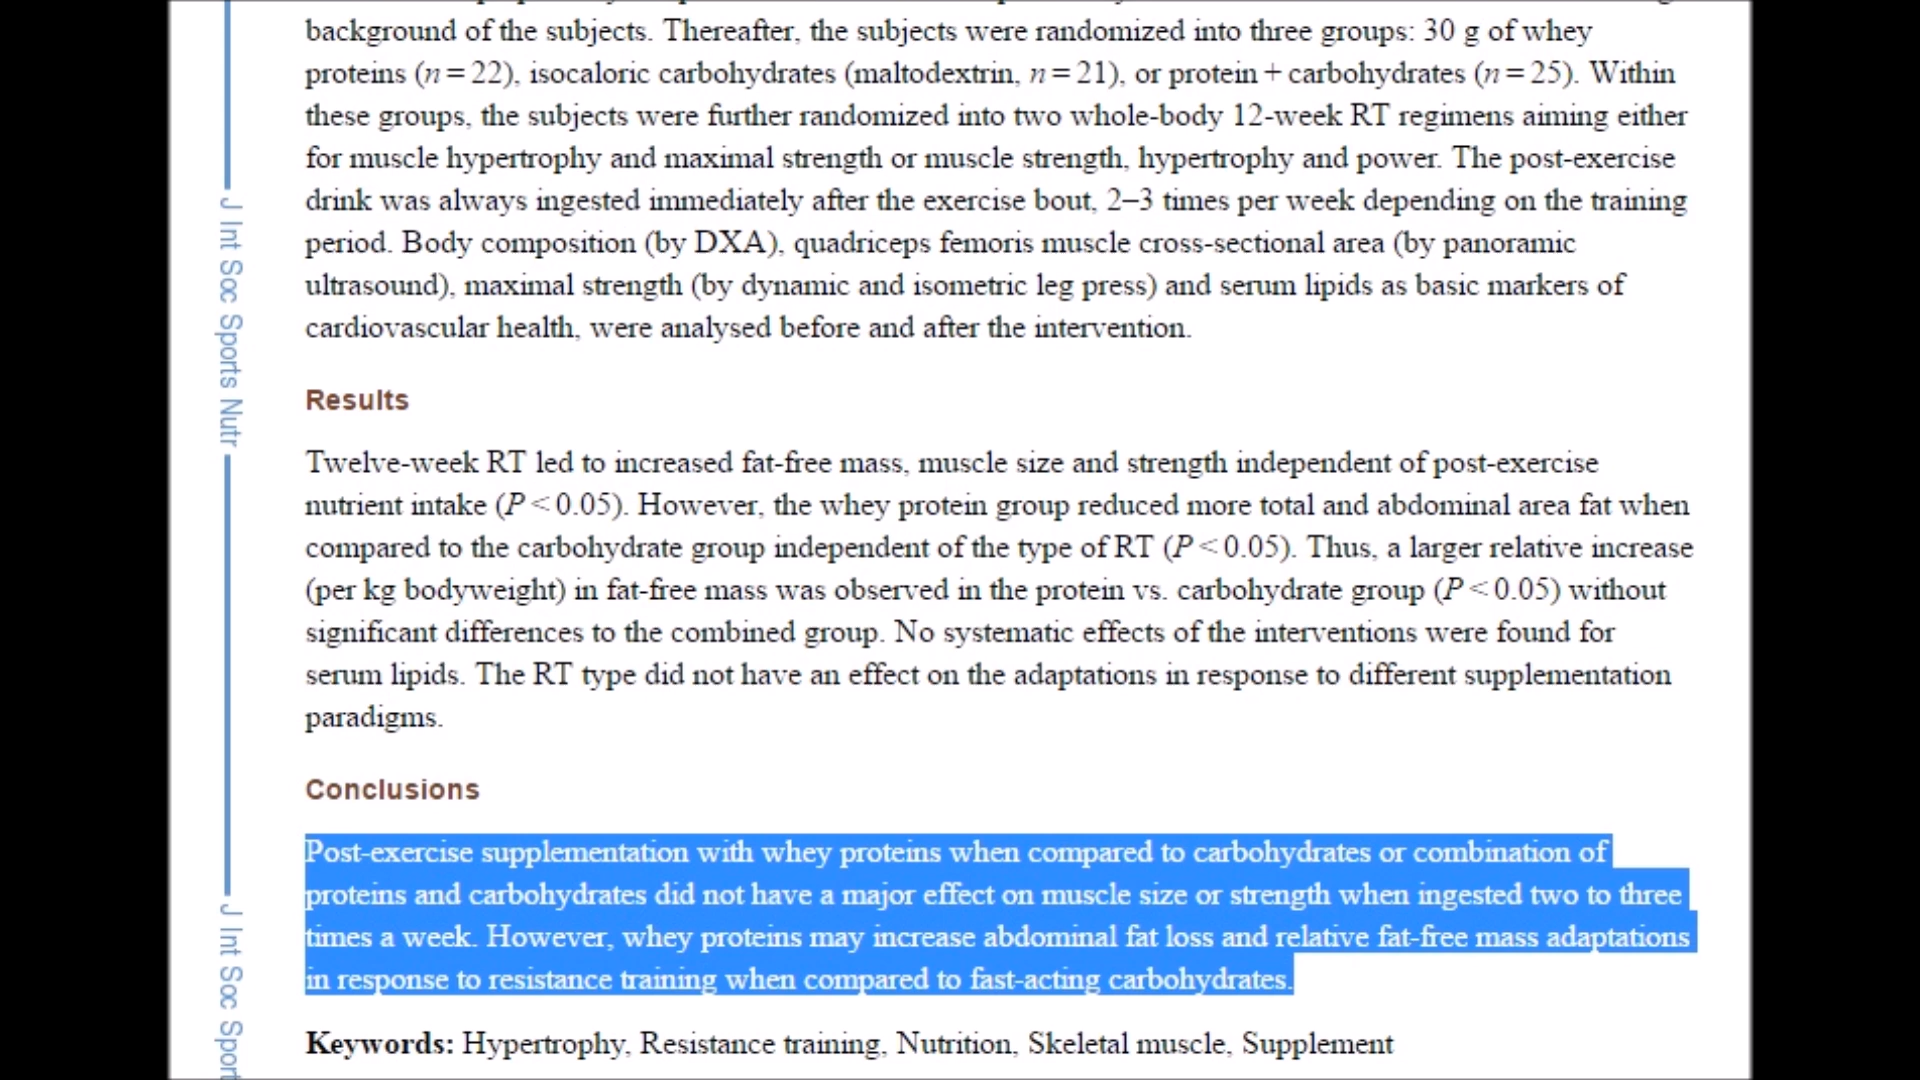 background of the subjects. Thereafter, the subjects were randomized into three groups: 30 g of whey
proteins (n = 22), isocaloric carbohydrates (maltodextrin, n = 21), or protein + carbohydrates (n = 25). Within
these groups, the subjects were further randomized into two whole-body 12-week RT regimens aiming either
for muscle hypertrophy and maximal strength or muscle strength, hypertrophy and power. The post-exercise
drink was always ingested immediately after the exercise bout, 2–3 times per week depending on the training
period. Body composition (by DXA), quadriceps femoris muscle cross-sectional area (by panoramic
ultrasound), maximal strength (by dynamic and isometric leg press) and serum lipids as basic markers of
cardiovascular health, were analysed before and after the intervention.
Results
Twelve-week RT led to increased fat-free mass, muscle size and strength independent of post-exercise
nutrient intake (P < 0.05). However, the whey protein group reduced more total and abdominal area fat when
compared to the carbohydrate group independent of the type of RT (P < 0.05). Thus, a larger relative increase
(per kg bodyweight) in fat-free mass was observed in the protein vs. carbohydrate group (P < 0.05) without
significant differences to the combined group. No systematic effects of the interventions were found for
serum lipids. The RT type did not have an effect on the adaptations in response to different supplementation
paradigms.
Conclusions
Post-exercise supplementation with whey proteins when compared to carbohydrates or combination of
proteins and carbohydrates did not have a major effect on muscle size or strength when ingested two to three
times a week. However, whey proteins may increase abdominal fat loss and relative fat-free mass adaptations
in response to resistance training when compared to fast-acting carbohydrates.
Keywords: Hypertrophy, Resistance training, Nutrition, Skeletal muscle, Supplement
J Int Soc Sports Nutr
J Int Soc Sport